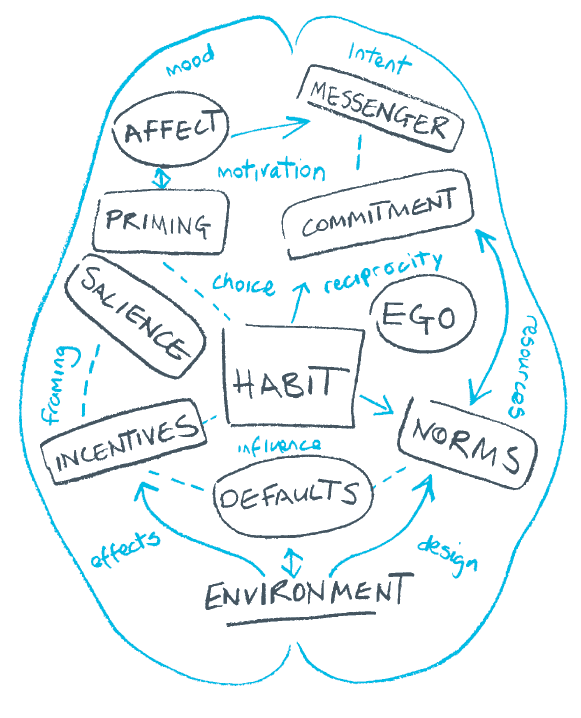 mood
Intent
MESSENGER
AFFECT
motivation
PRIMING
COMMITMENT
choice
reciprocity
SALIENCE
EGO
resources
framing
HABIT
INCENTIVES
NORMS
influence
DEFAULTS
effects
design
ENVIRONMENT